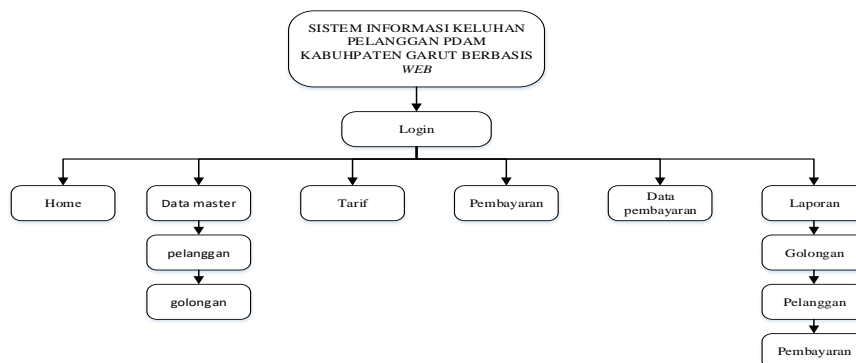 SISTEM INFORMASI KELUHAN
PELANGGAN PDAM
KABUHPATEN GARUT BERBASIS
WEB
Login
Home
Data master
Tarif
Pembayaran
Data
pembayaran
Laporan
pelanggan
Golongan
golongan
Pelanggan
Pembayaran